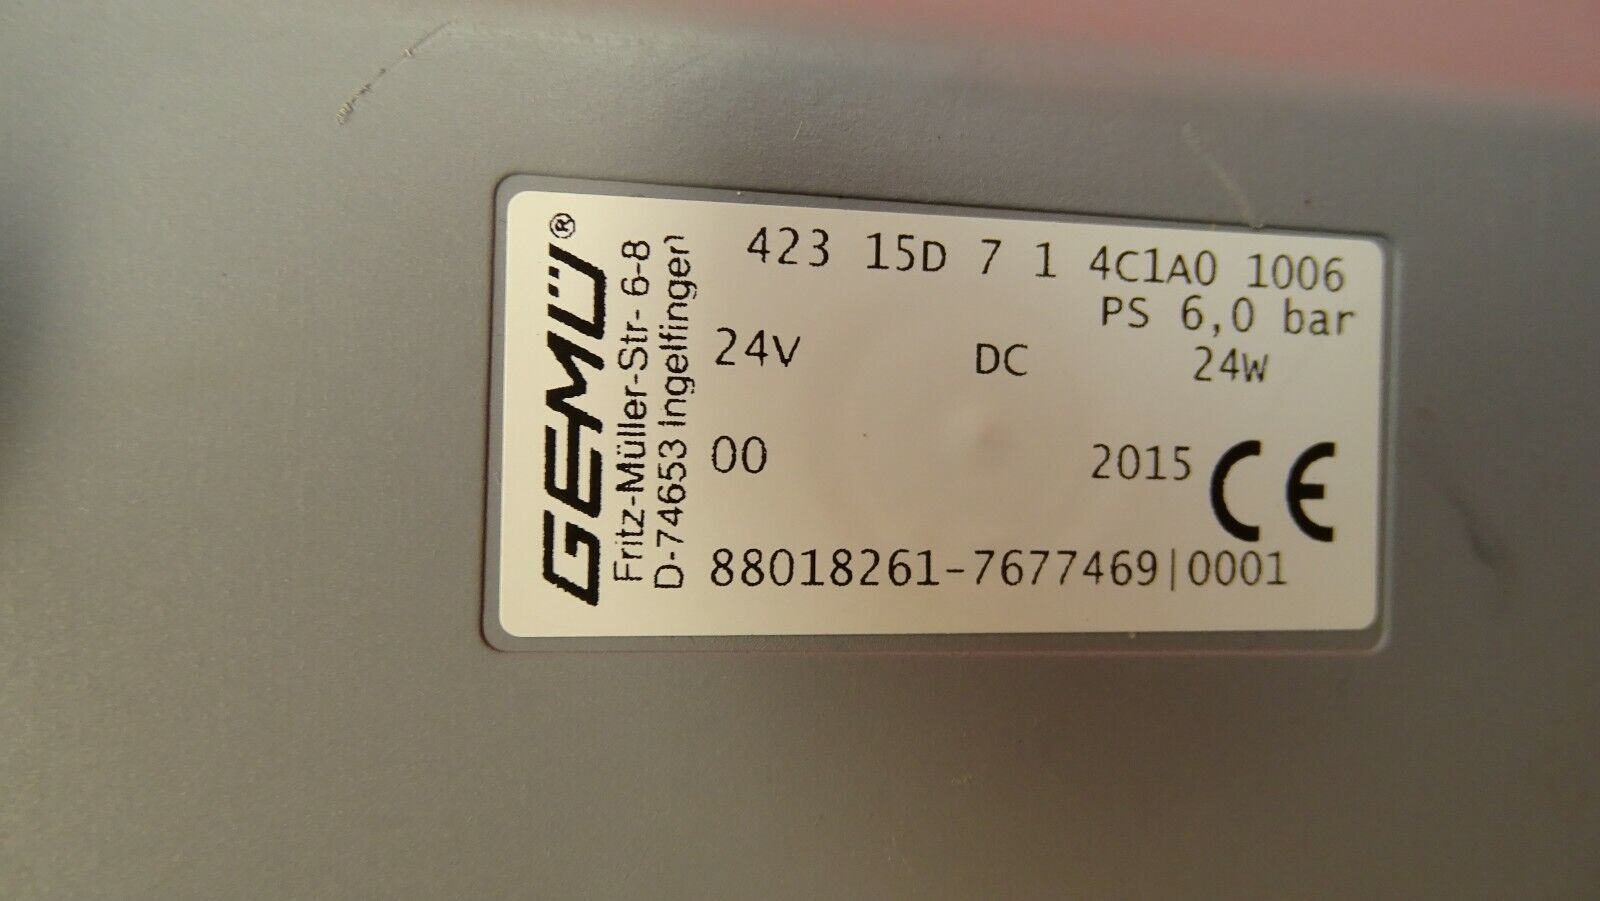 GEMÜ®
Fritz-Müller-Str- 6-8
D-74653 Ingelfingen
423 15D 7 1 4C1A0 1006
PS 6,0 bar
24V DC 24W
00 2015 CE
88018261-7677469|0001